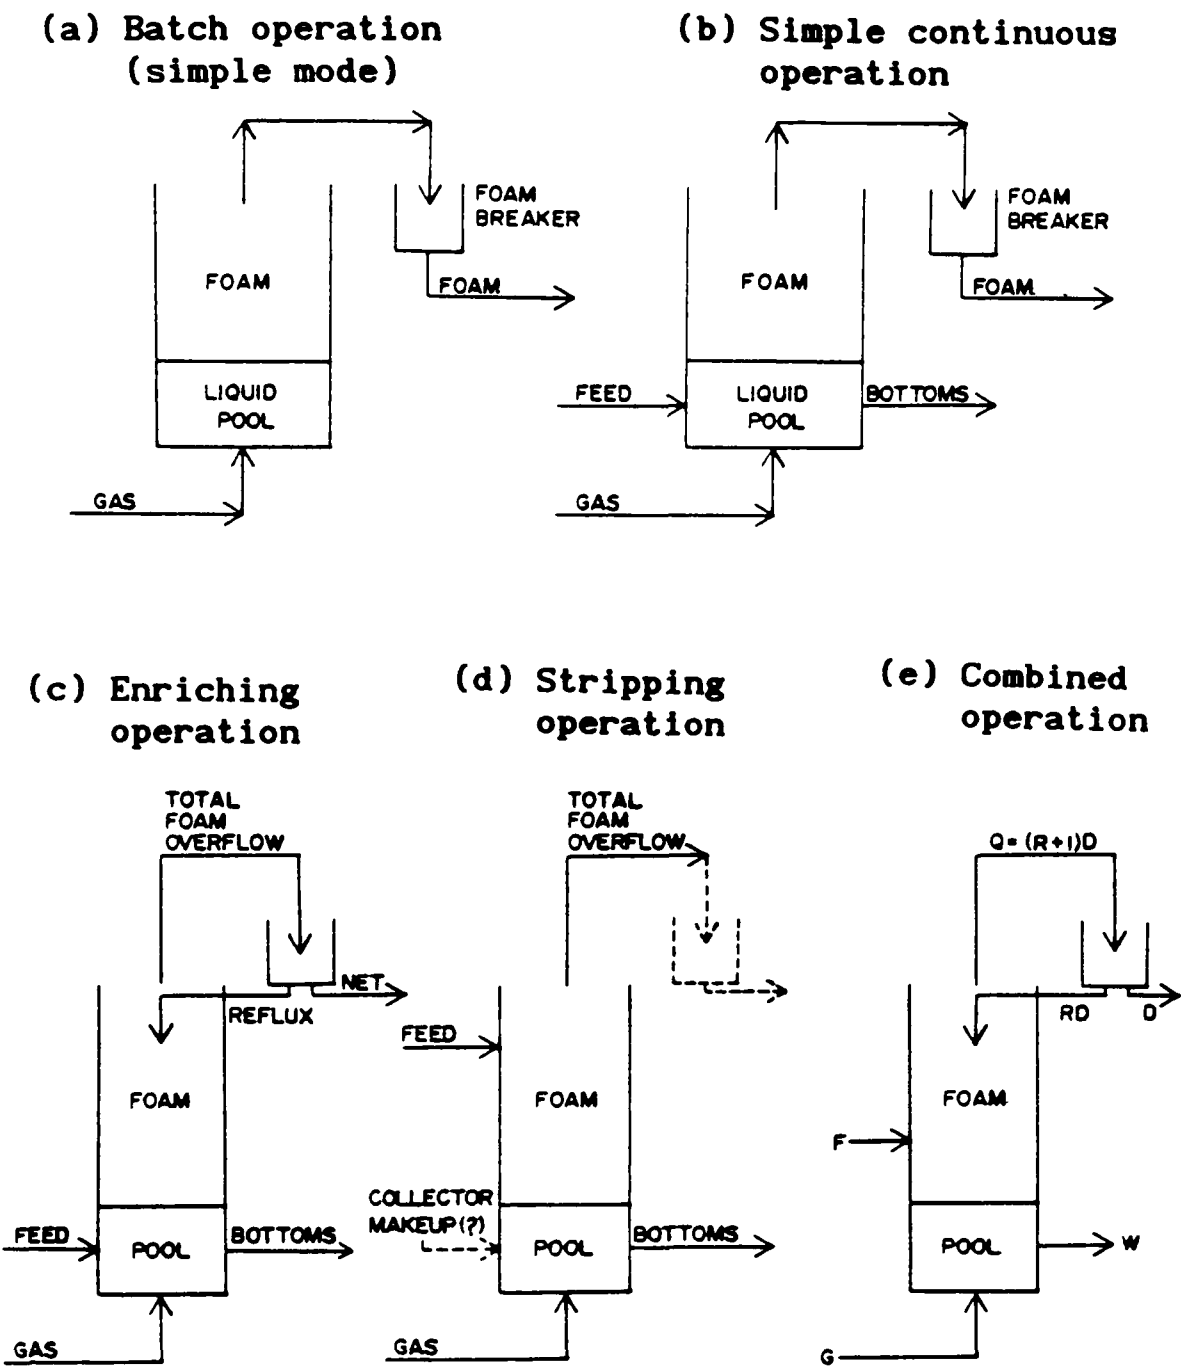 (a) Batch operation
(simple mode)
FOAM
BREAKER
FOAM
FOAM
LIQUID
POOL
GAS
(b) Simple continuous
operation
FOAM
BREAKER
FOAM
FOAM
FEED
LIQUID
POOL
BOTTOMS
GAS
(c) Enriching
operation
TOTAL
FOAM
OVERFLOW
NET
REFLUX
FOAM
FEED
POOL
BOTTOMS
GAS
(d) Stripping
operation
TOTAL
FOAM
OVERFLOW
FEED
FOAM
COLLECTOR
MAKEUP(?)
POOL
BOTTOMS
GAS
(e) Combined
operation
Q=(R+1)D
RD
D
FOAM
F
POOL
W
G